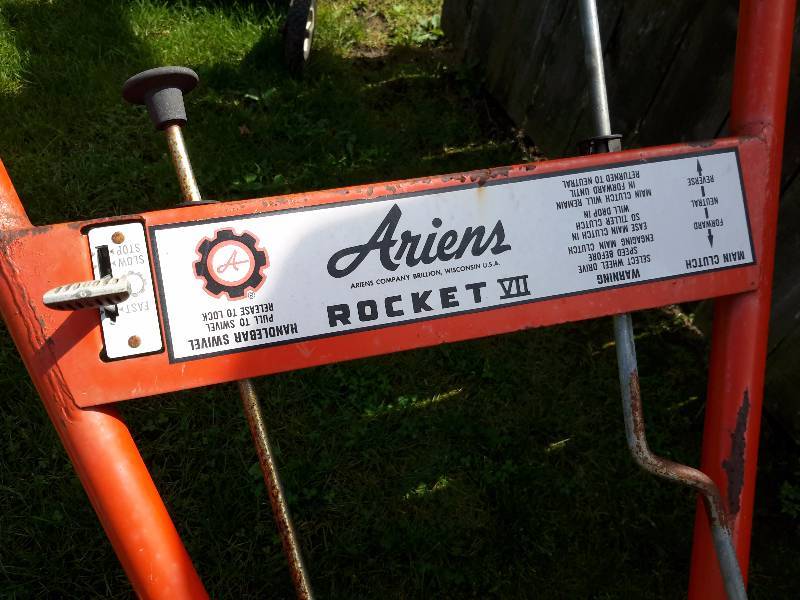 STOP
SLOW
FAST
A
®
HANDLEBAR SWIVEL
PULL TO SWIVEL
RELEASE TO LOCK
Ariens
ARIENS COMPANY BRILLION, WISCONSIN U.S.A.
ROCKET VII
WARNING
SELECT WHEEL DRIVE
SPEED BEFORE
ENGAGING MAIN CLUTCH
EASE MAIN CLUTCH IN
SO TILLER CLUTCH
WILL DROP IN
MAIN CLUTCH WILL REMAIN
IN FORWARD UNTIL
RETURNED TO NEUTRAL
MAIN CLUTCH
FORWARD
NEUTRAL
REVERSE